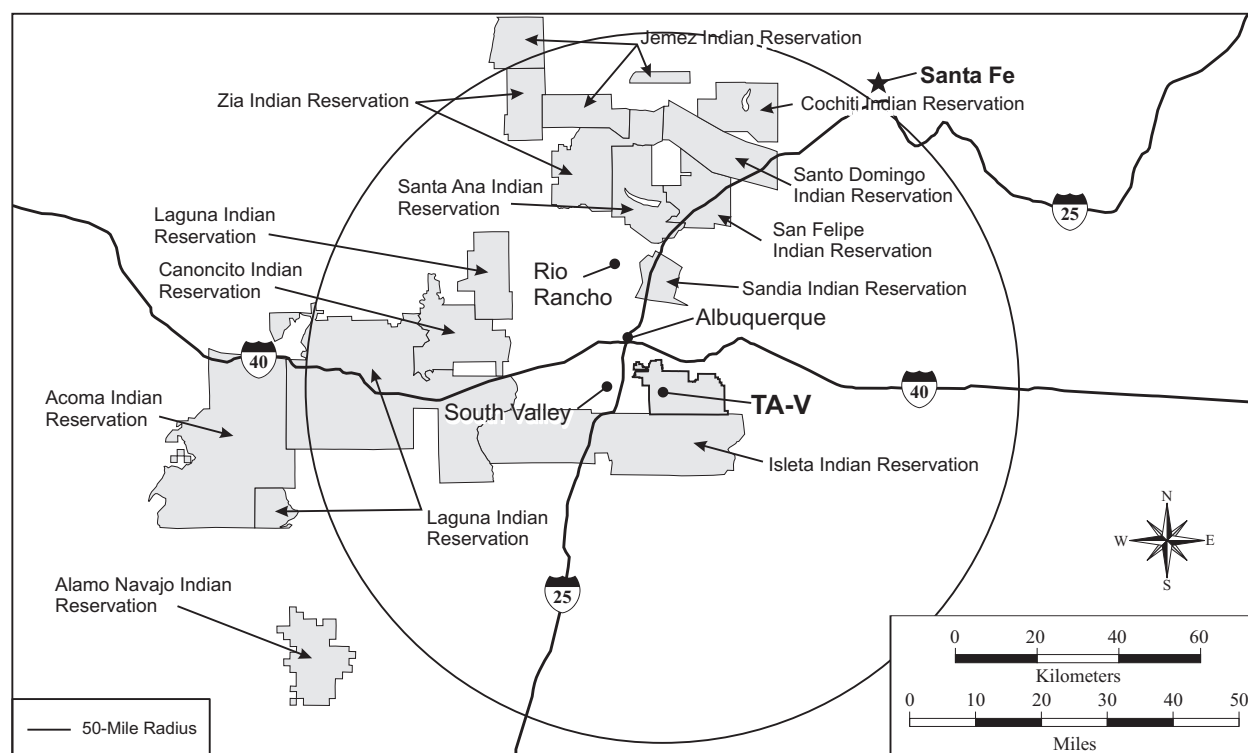 Jemez Indian Reservation
Santa Fe
Zia Indian Reservation
Cochiti Indian Reservation
Santa Ana Indian
Reservation
Santo Domingo
Indian Reservation
Laguna Indian
Reservation
25
San Felipe
Indian Reservation
Canoncito Indian
Reservation
Rio
Rancho
Sandia Indian Reservation
Albuquerque
40
40
Acoma Indian
Reservation
South Valley
TA-V
Isleta Indian Reservation
Laguna Indian
Reservation
N
W
E
S
Alamo Navajo Indian
Reservation
25
0 20 40 60
Kilometers
0 10 20 30 40 50
Miles
50-Mile Radius